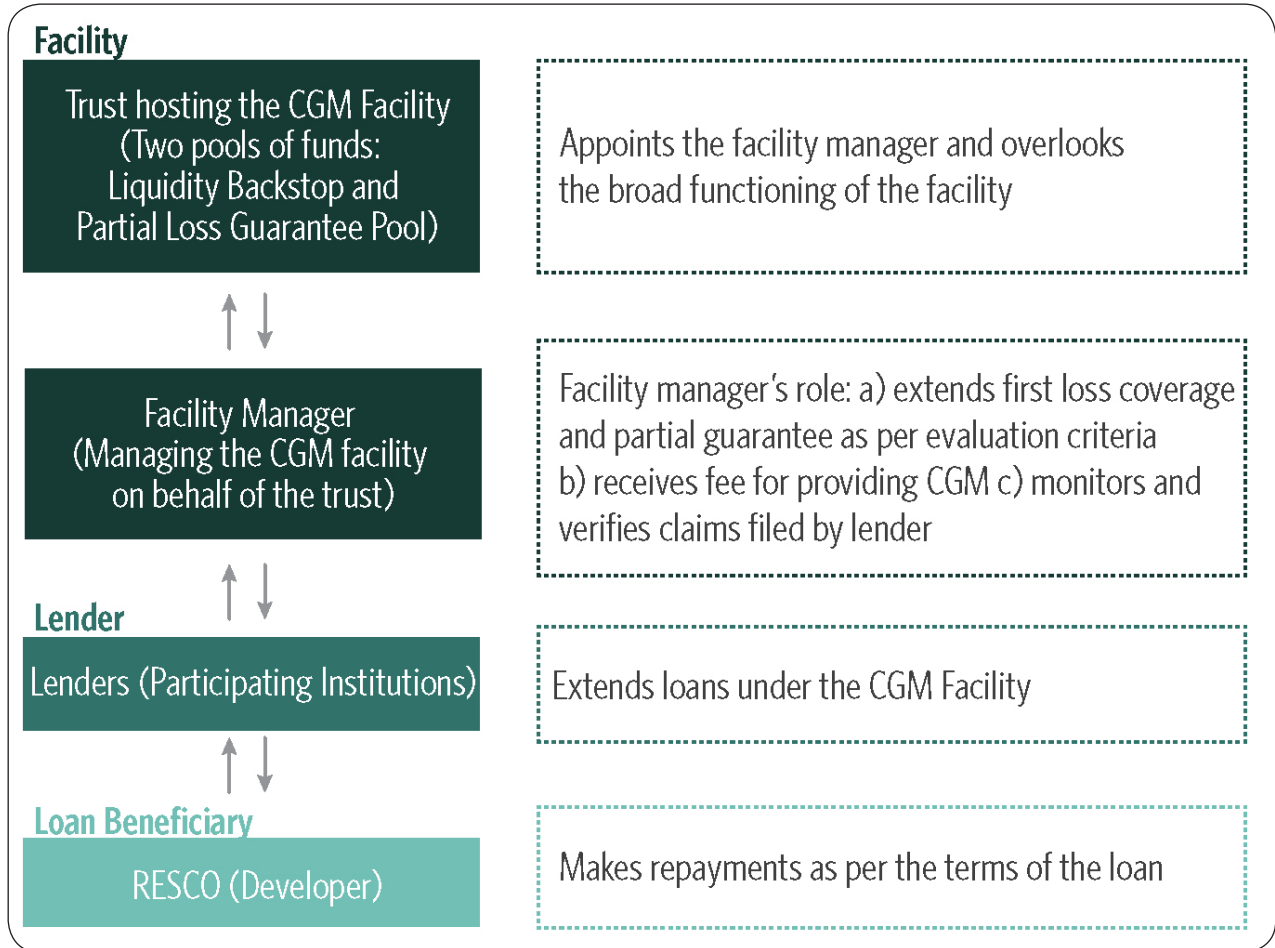 Facility
Trust hosting the CGM Facility
(Two pools of funds:
Liquidity Backstop and
Partial Loss Guarantee Pool)
Appoints the facility manager and overlooks
the broad functioning of the facility
Facility Manager
(Managing the CGM facility
on behalf of the trust)
Facility manager's role: a) extends first loss coverage
and partial guarantee as per evaluation criteria
b) receives fee for providing CGM c) monitors and
verifies claims filed by lender
Lender
Lenders (Participating Institutions)
Extends loans under the CGM Facility
Loan Beneficiary
RESCO (Developer)
Makes repayments as per the terms of the loan